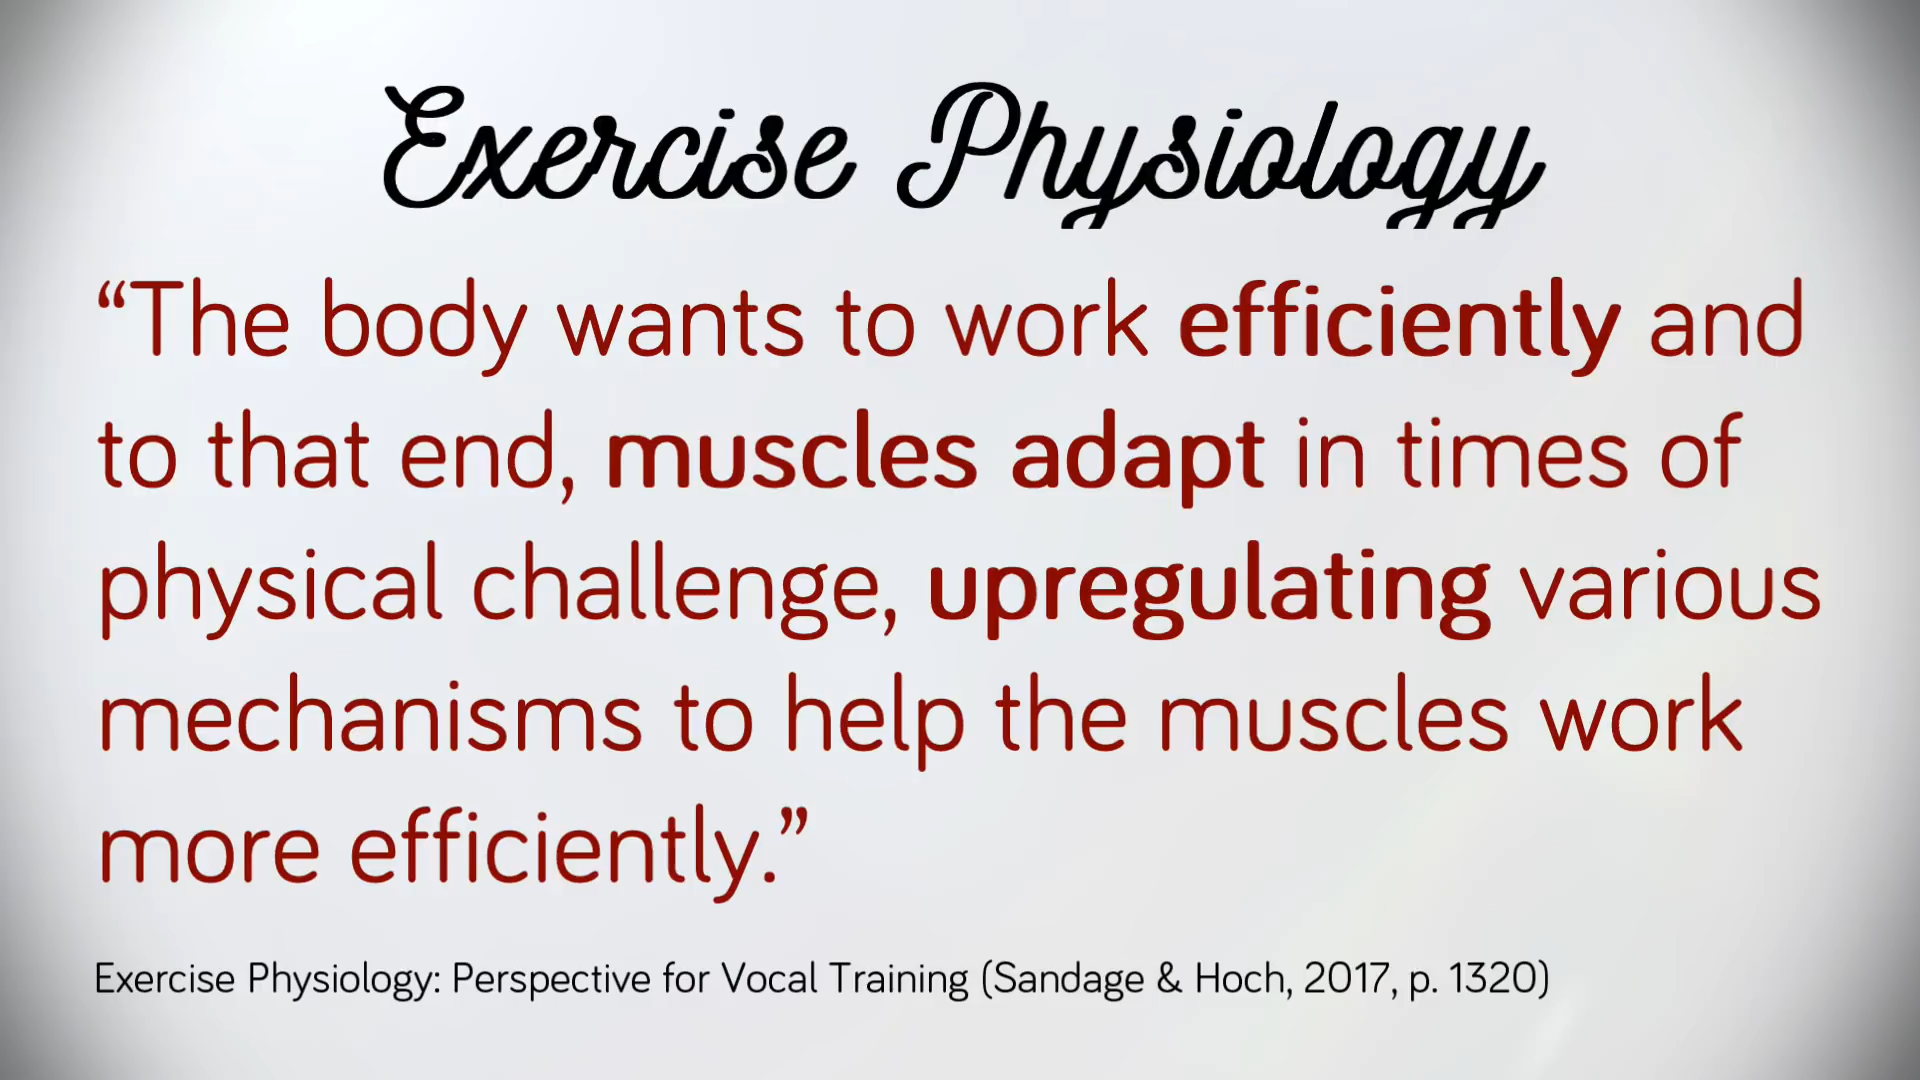 Exercise Physiology
“The body wants to work efficiently and
to that end, muscles adapt in times of
physical challenge, upregulating various
mechanisms to help the muscles work
more efficiently.”
Exercise Physiology: Perspective for Vocal Training (Sandage & Hoch, 2017, p. 1320)